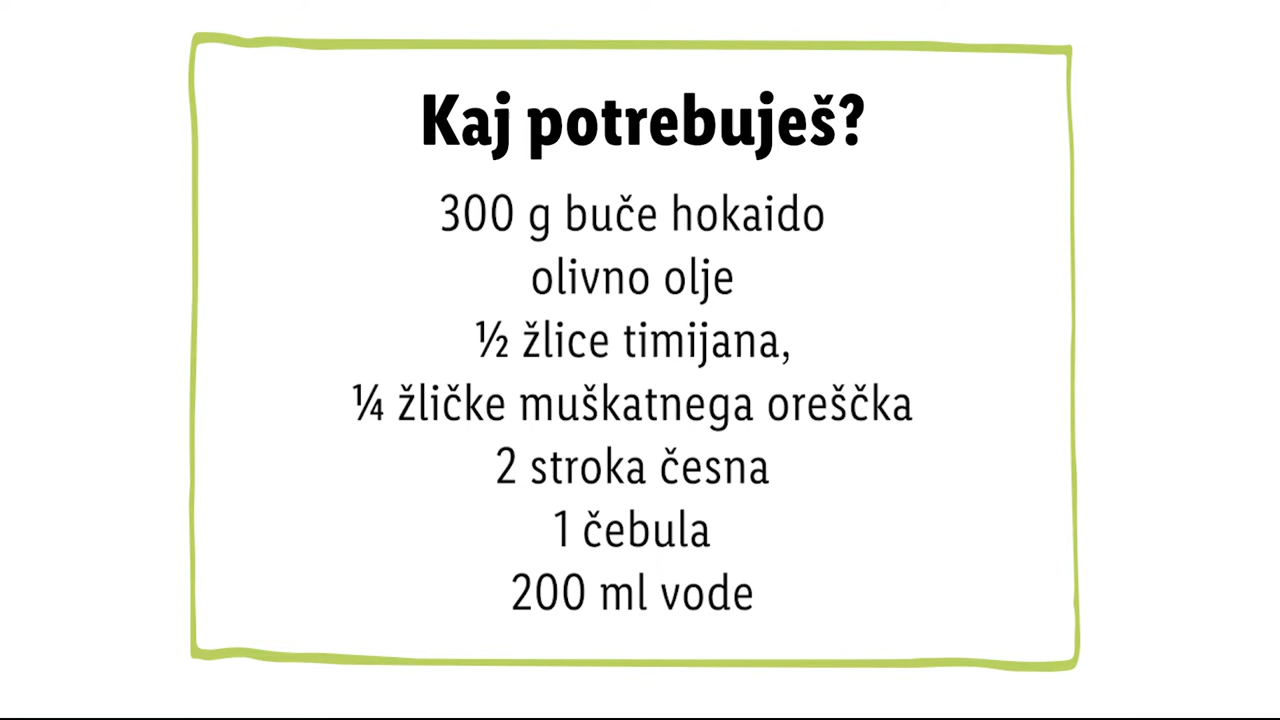 Kaj potrebuješ?
300 g buče hokaido
olivno olje
½ žlice timijana,
¼ žličke muškatnega oreščka
2 stroka česna
1 čebula
200 ml vode